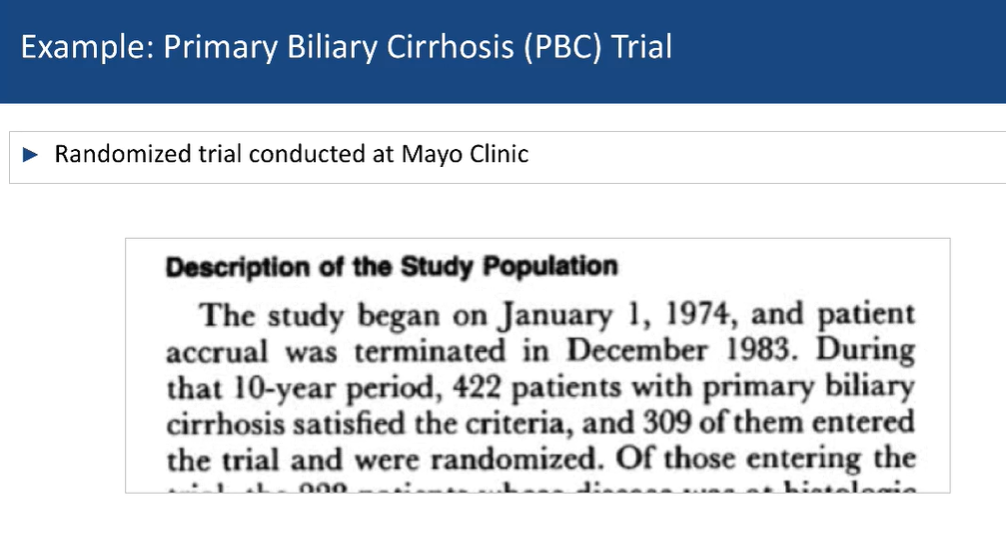 Example: Primary Biliary Cirrhosis (PBC) Trial
► Randomized trial conducted at Mayo Clinic
Description of the Study Population
The study began on January 1, 1974, and patient
accrual was terminated in December 1983. During
that 10-year period, 422 patients with primary biliary
cirrhosis satisfied the criteria, and 309 of them entered
the trial and were randomized. Of those entering the